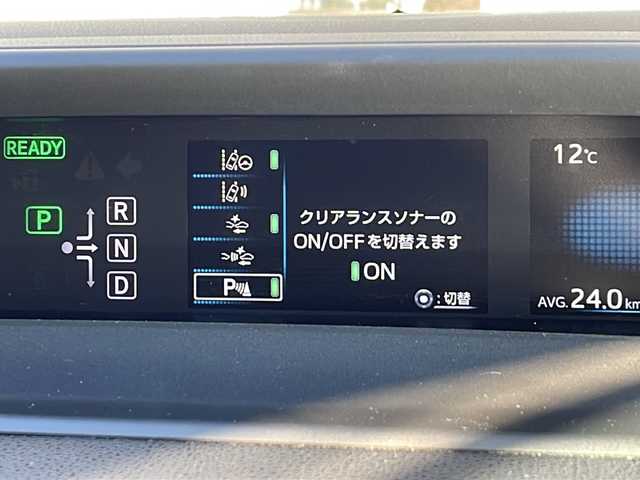 READY
P
R
N
D
P
クリアランスソナーの
ON/OFFを切替えます
ON
:切替
12℃
AVG. 24.0 km